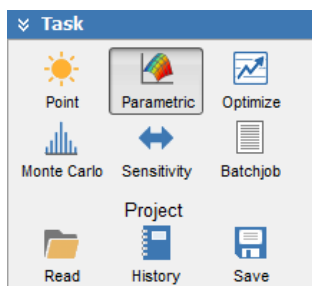 Task
Point Parametric Optimize
Monte Carlo Sensitivity Batchjob
Project
Read History Save